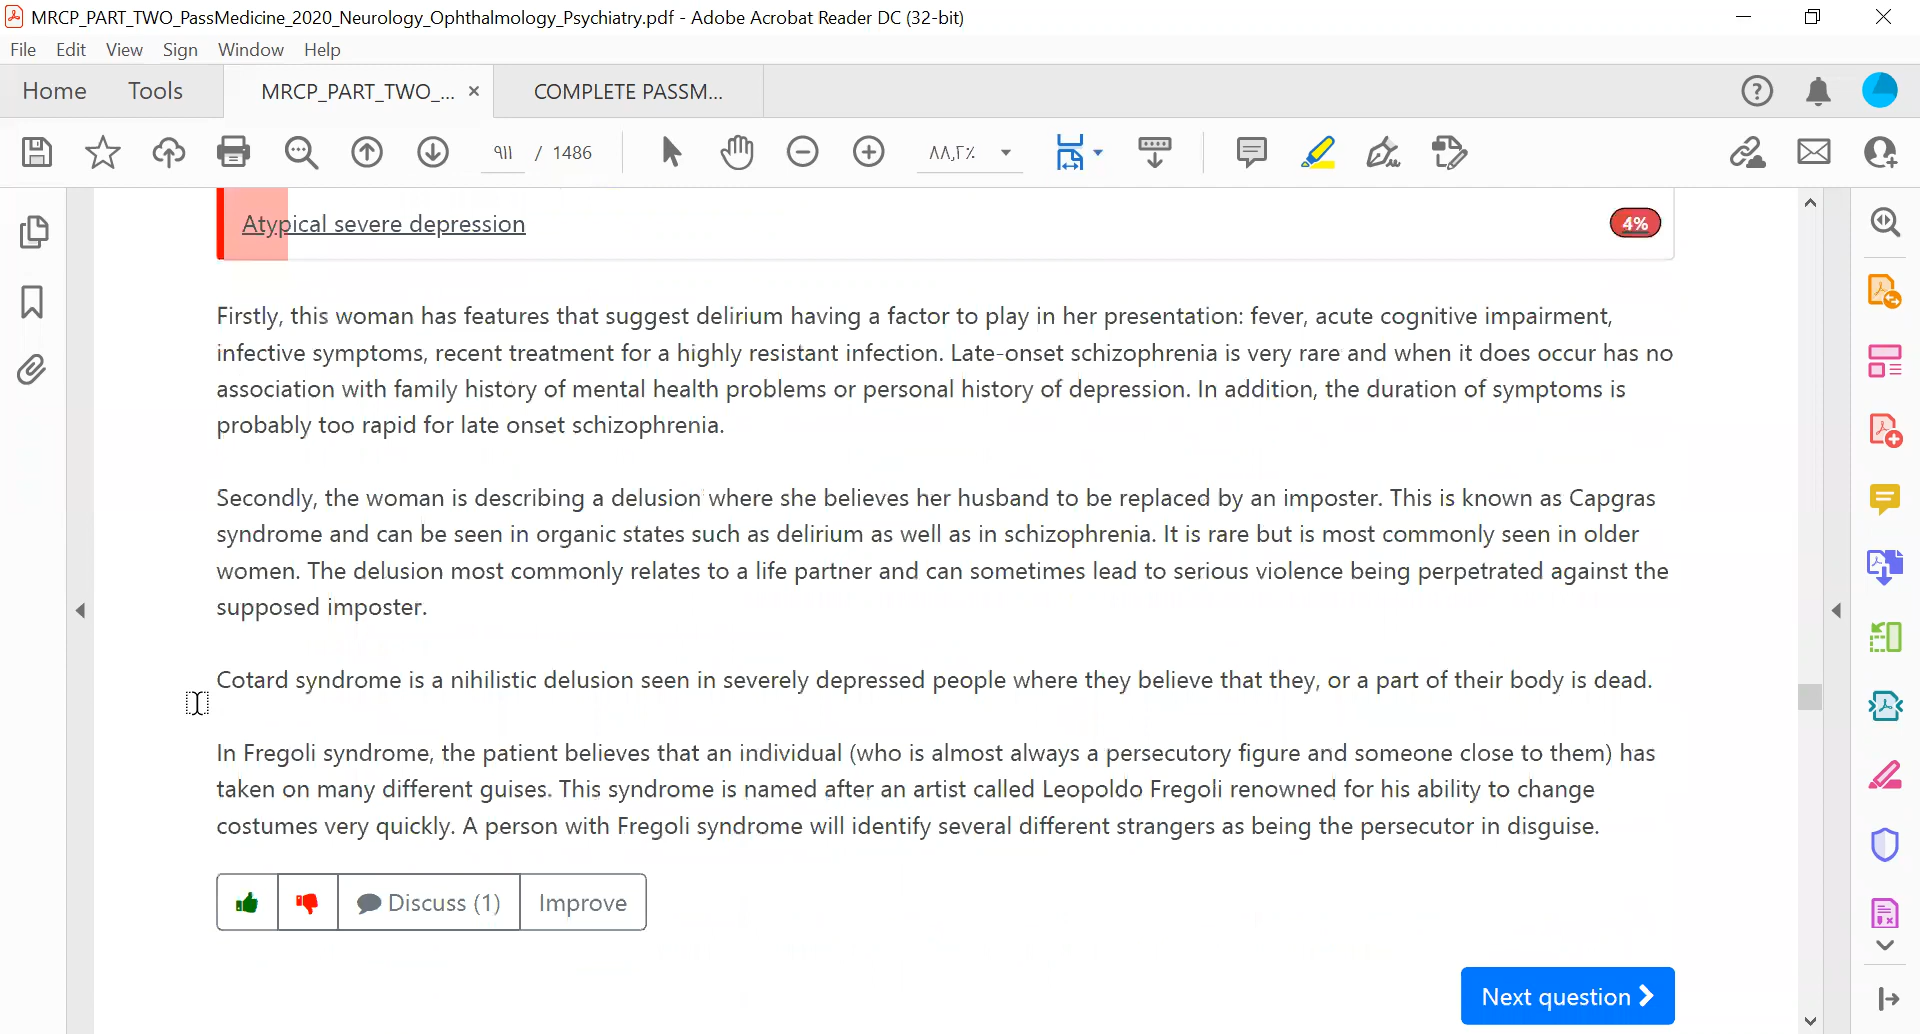 MRCP_PART_TWO_PassMedicine_2020_Neurology_Ophthalmology_Psychiatry.pdf - Adobe Acrobat Reader DC (32-bit)
File Edit View Sign Window Help
Home Tools MRCP_PART_TWO_... × COMPLETE PASSM...
٩١١ / 1486 ٨٨,٢٪
Atypical severe depression 4%
Firstly, this woman has features that suggest delirium having a factor to play in her presentation: fever, acute cognitive impairment,
infective symptoms, recent treatment for a highly resistant infection. Late-onset schizophrenia is very rare and when it does occur has no
association with family history of mental health problems or personal history of depression. In addition, the duration of symptoms is
probably too rapid for late onset schizophrenia.
Secondly, the woman is describing a delusion where she believes her husband to be replaced by an imposter. This is known as Capgras
syndrome and can be seen in organic states such as delirium as well as in schizophrenia. It is rare but is most commonly seen in older
women. The delusion most commonly relates to a life partner and can sometimes lead to serious violence being perpetrated against the
supposed imposter.
Cotard syndrome is a nihilistic delusion seen in severely depressed people where they believe that they, or a part of their body is dead.
In Fregoli syndrome, the patient believes that an individual (who is almost always a persecutory figure and someone close to them) has
taken on many different guises. This syndrome is named after an artist called Leopoldo Fregoli renowned for his ability to change
costumes very quickly. A person with Fregoli syndrome will identify several different strangers as being the persecutor in disguise.
Discuss (1) Improve
Next question